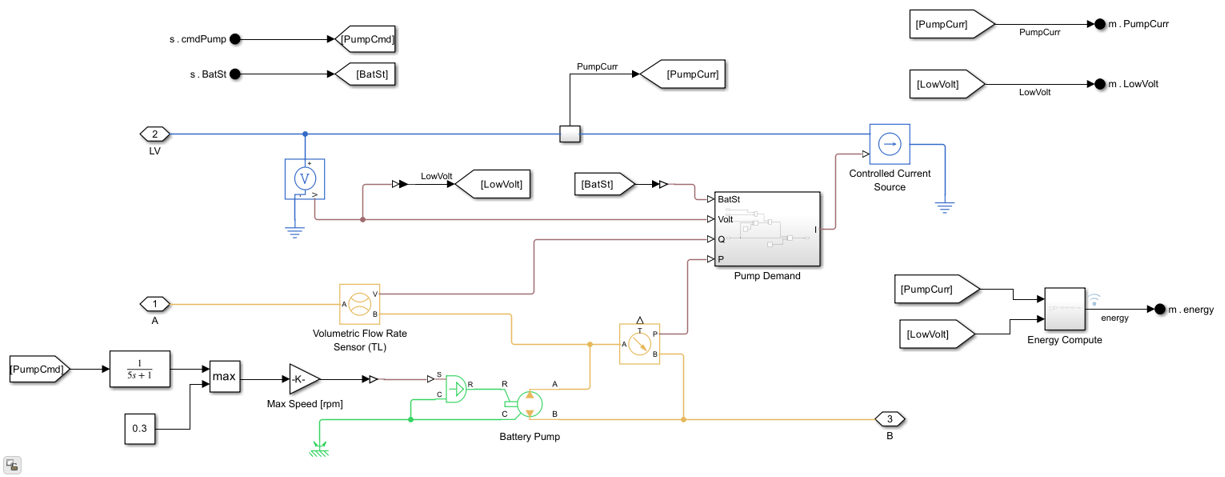 s . cmdPump
[PumpCmd]
s . BatSt
[BatSt]
PumpCurr
[PumpCurr]
[PumpCurr]
PumpCurr
m . PumpCurr
[LowVolt]
LowVolt
m . LowVolt
2
LV
+
V
V
LowVolt
[LowVolt]
[BatSt]
BatSt
Volt
Q
P
I
Pump Demand
Controlled Current
Source
1
A
A
V
B
Volumetric Flow Rate
Sensor (TL)
A
T
P
B
[PumpCurr]
[LowVolt]
Energy Compute
energy
m . energy
[PumpCmd]
1
5s + 1
max
0.3
-K-
Max Speed [rpm]
S
C
R
R
C
A
B
Battery Pump
3
B